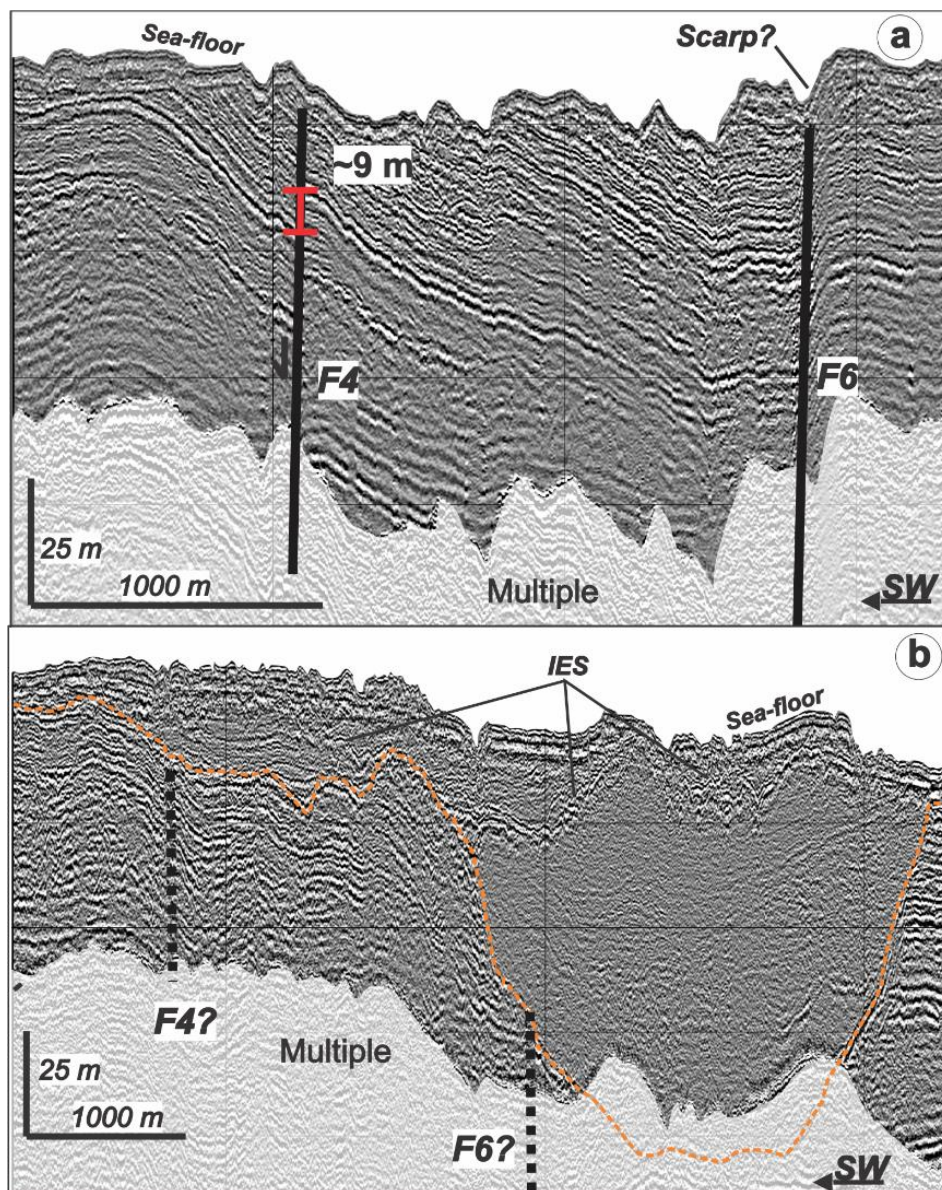 Sea-floor
Scarp?
a
~9 m
F4
F6
25 m
1000 m
Multiple
SW
b
IES
Sea-floor
F4?
Multiple
25 m
1000 m
F6?
SW